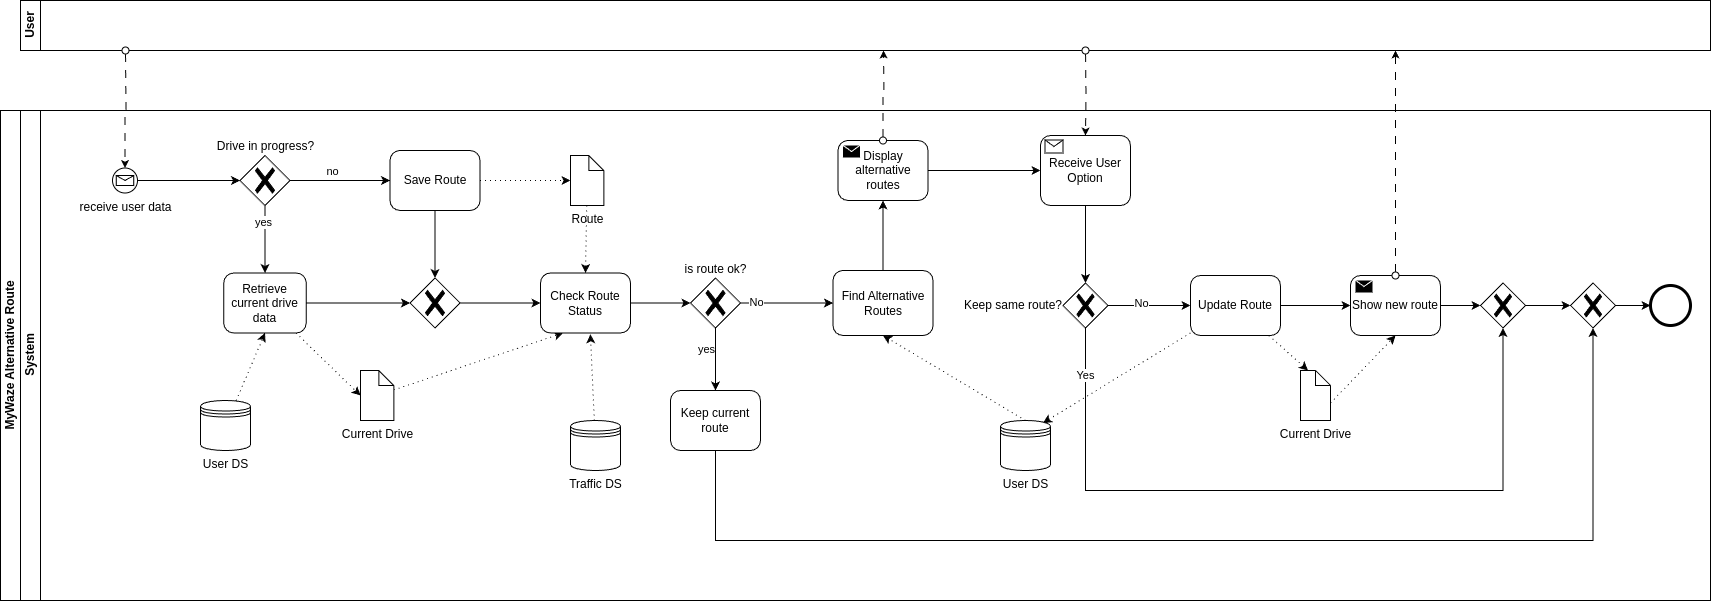 User
MyWaze Alternative Route
System
receive user data
Drive in progress?
no
yes
Save Route
Route
Retrieve
current drive
data
User DS
Current Drive
Check Route
Status
Traffic DS
is route ok?
No
yes
Keep current
route
Find Alternative
Routes
Display
alternative
routes
Receive User
Option
Keep same route?
No
Yes
User DS
Update Route
Current Drive
Show new route